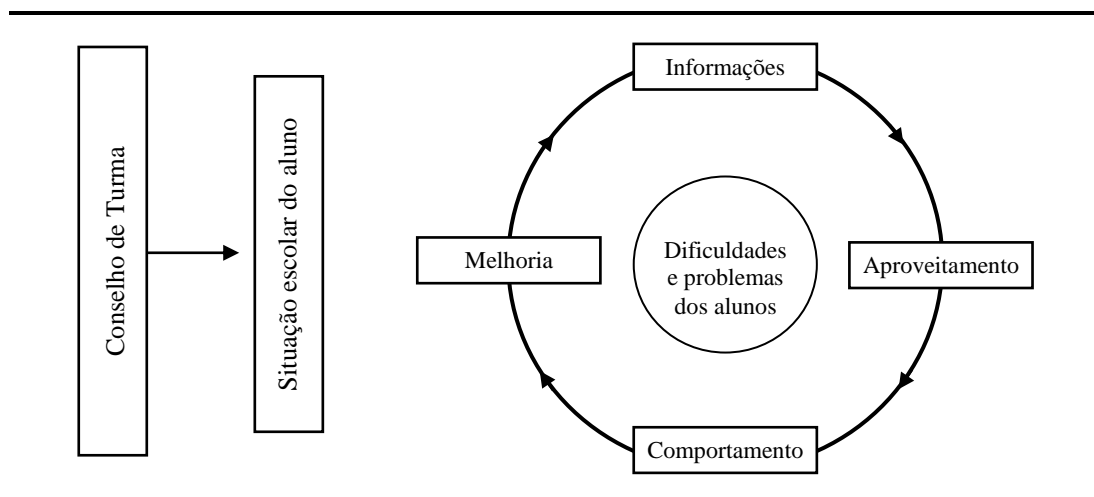 Conselho de Turma
Situação escolar do aluno
Informações
Melhoria
Dificuldades
e problemas
dos alunos
Aproveitamento
Comportamento